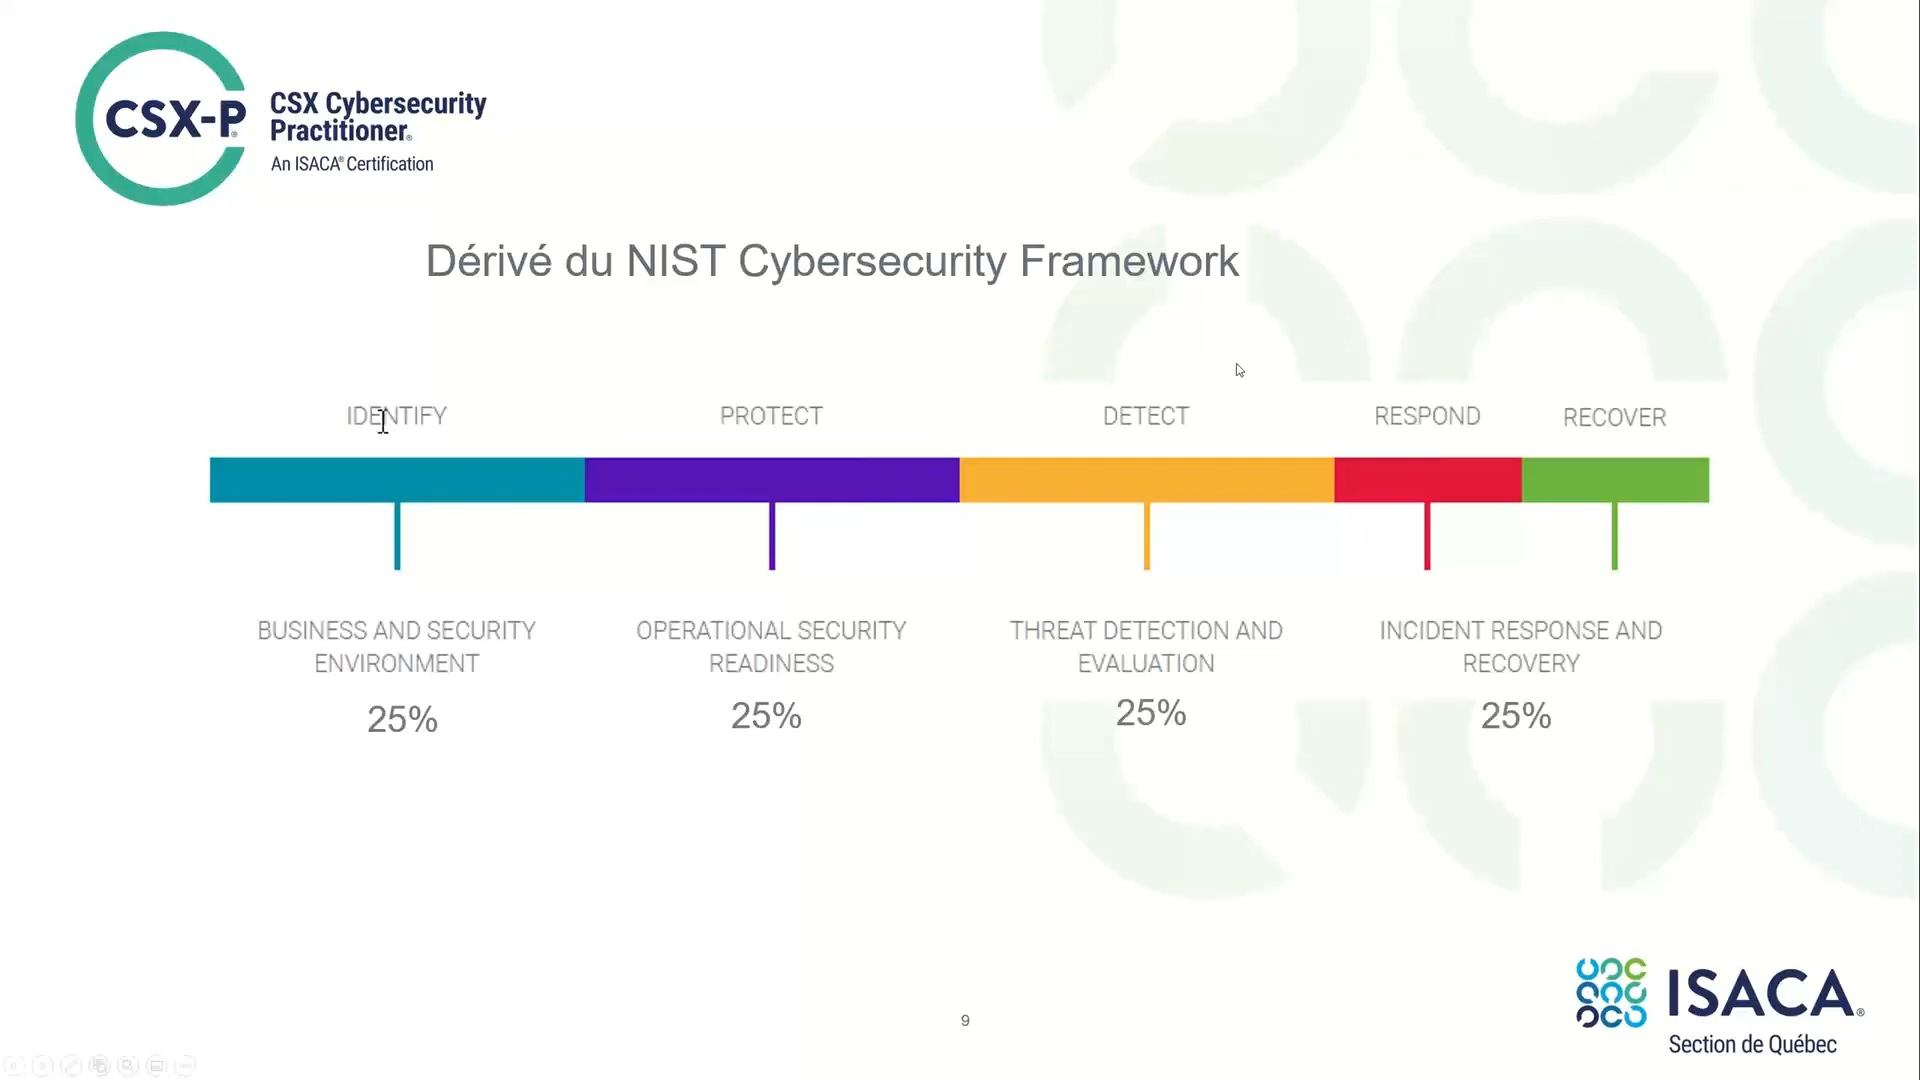 CSX-P®
CSX Cybersecurity
Practitioner®
An ISACA® Certification
Dérivé du NIST Cybersecurity Framework
IDENTIFY
PROTECT
DETECT
RESPOND
RECOVER
BUSINESS AND SECURITY
ENVIRONMENT
25%
OPERATIONAL SECURITY
READINESS
25%
THREAT DETECTION AND
EVALUATION
25%
INCIDENT RESPONSE AND
RECOVERY
25%
9
ISACA®
Section de Québec